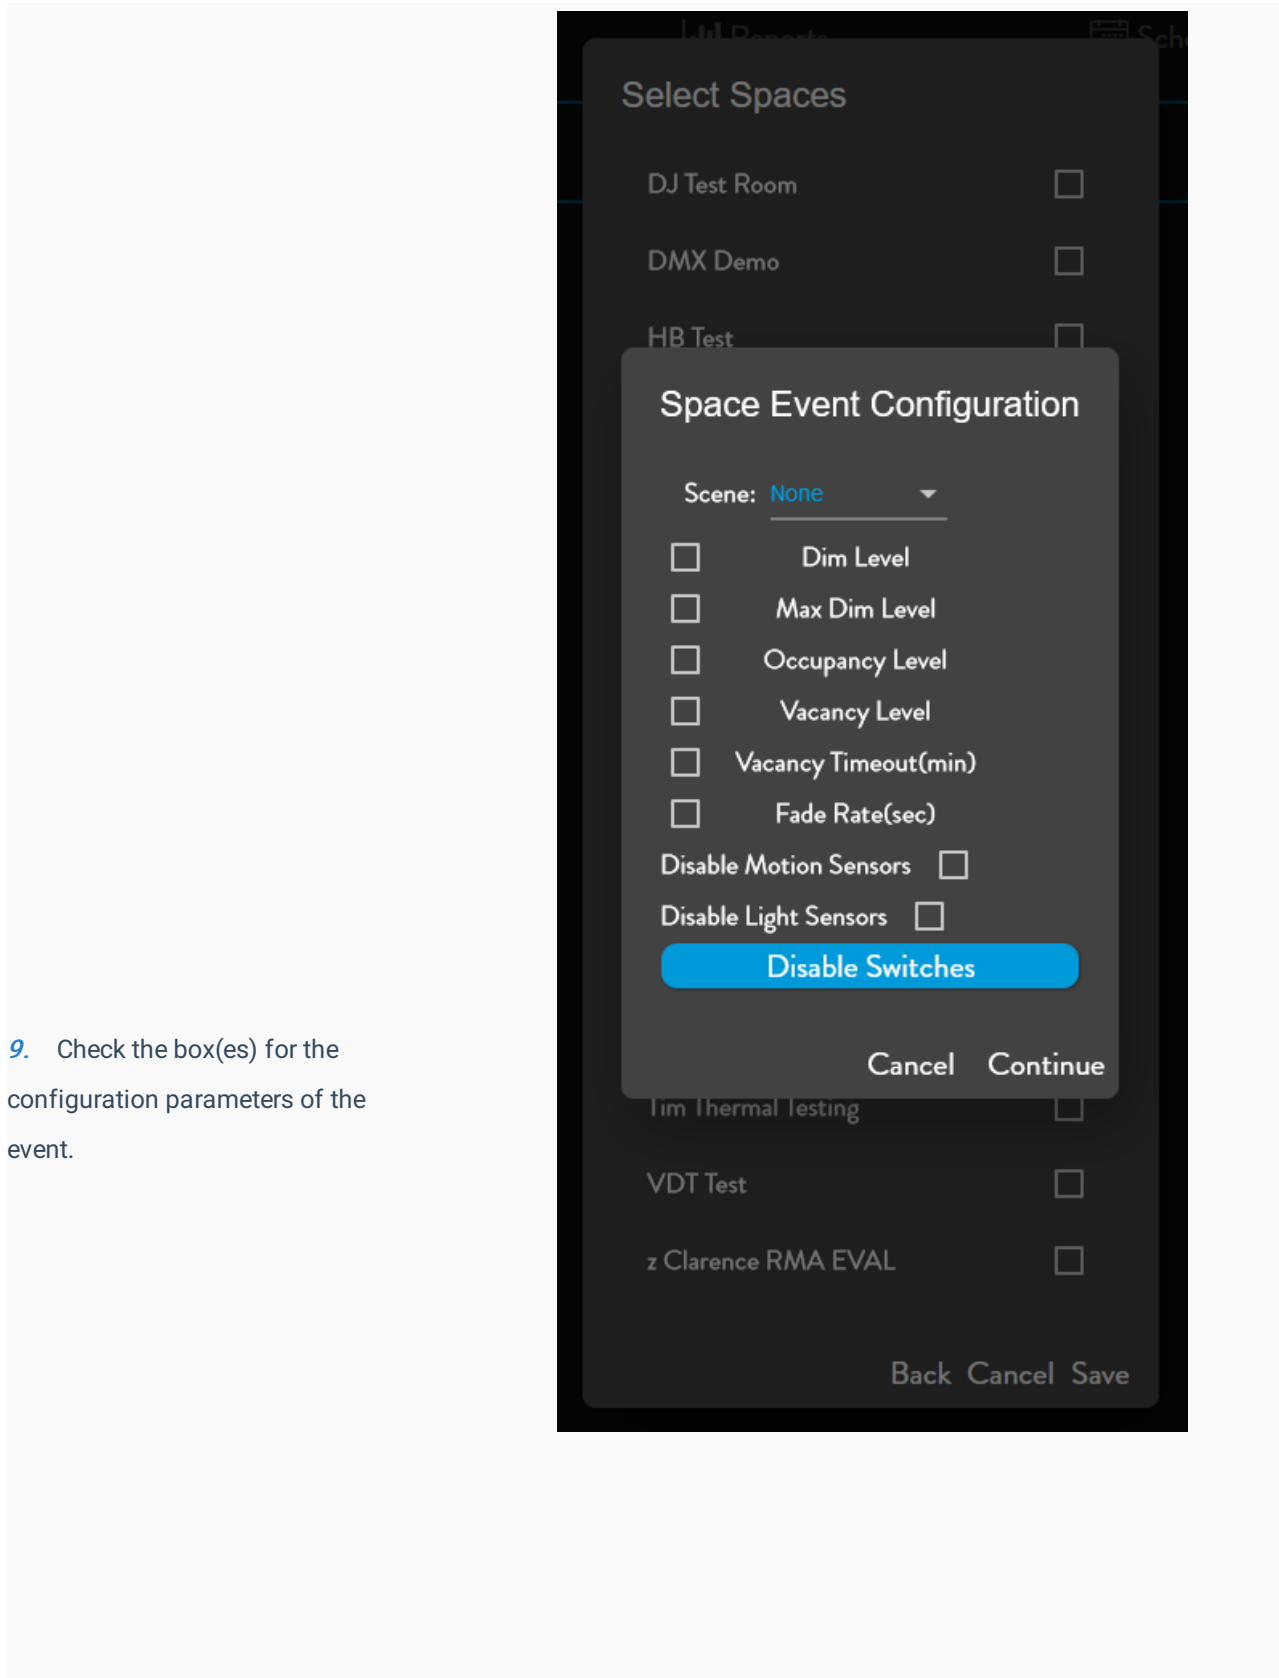 9. Check the box(es) for the
configuration parameters of the
event.
Reports
Select Spaces
DJ Test Room
DMX Demo
HB Test
Space Event Configuration
Scene: None
Dim Level
Max Dim Level
Occupancy Level
Vacancy Level
Vacancy Timeout(min)
Fade Rate(sec)
Disable Motion Sensors
Disable Light Sensors
Disable Switches
Cancel Continue
Tim Thermal Testing
VDT Test
z Clarence RMA EVAL
Back Cancel Save